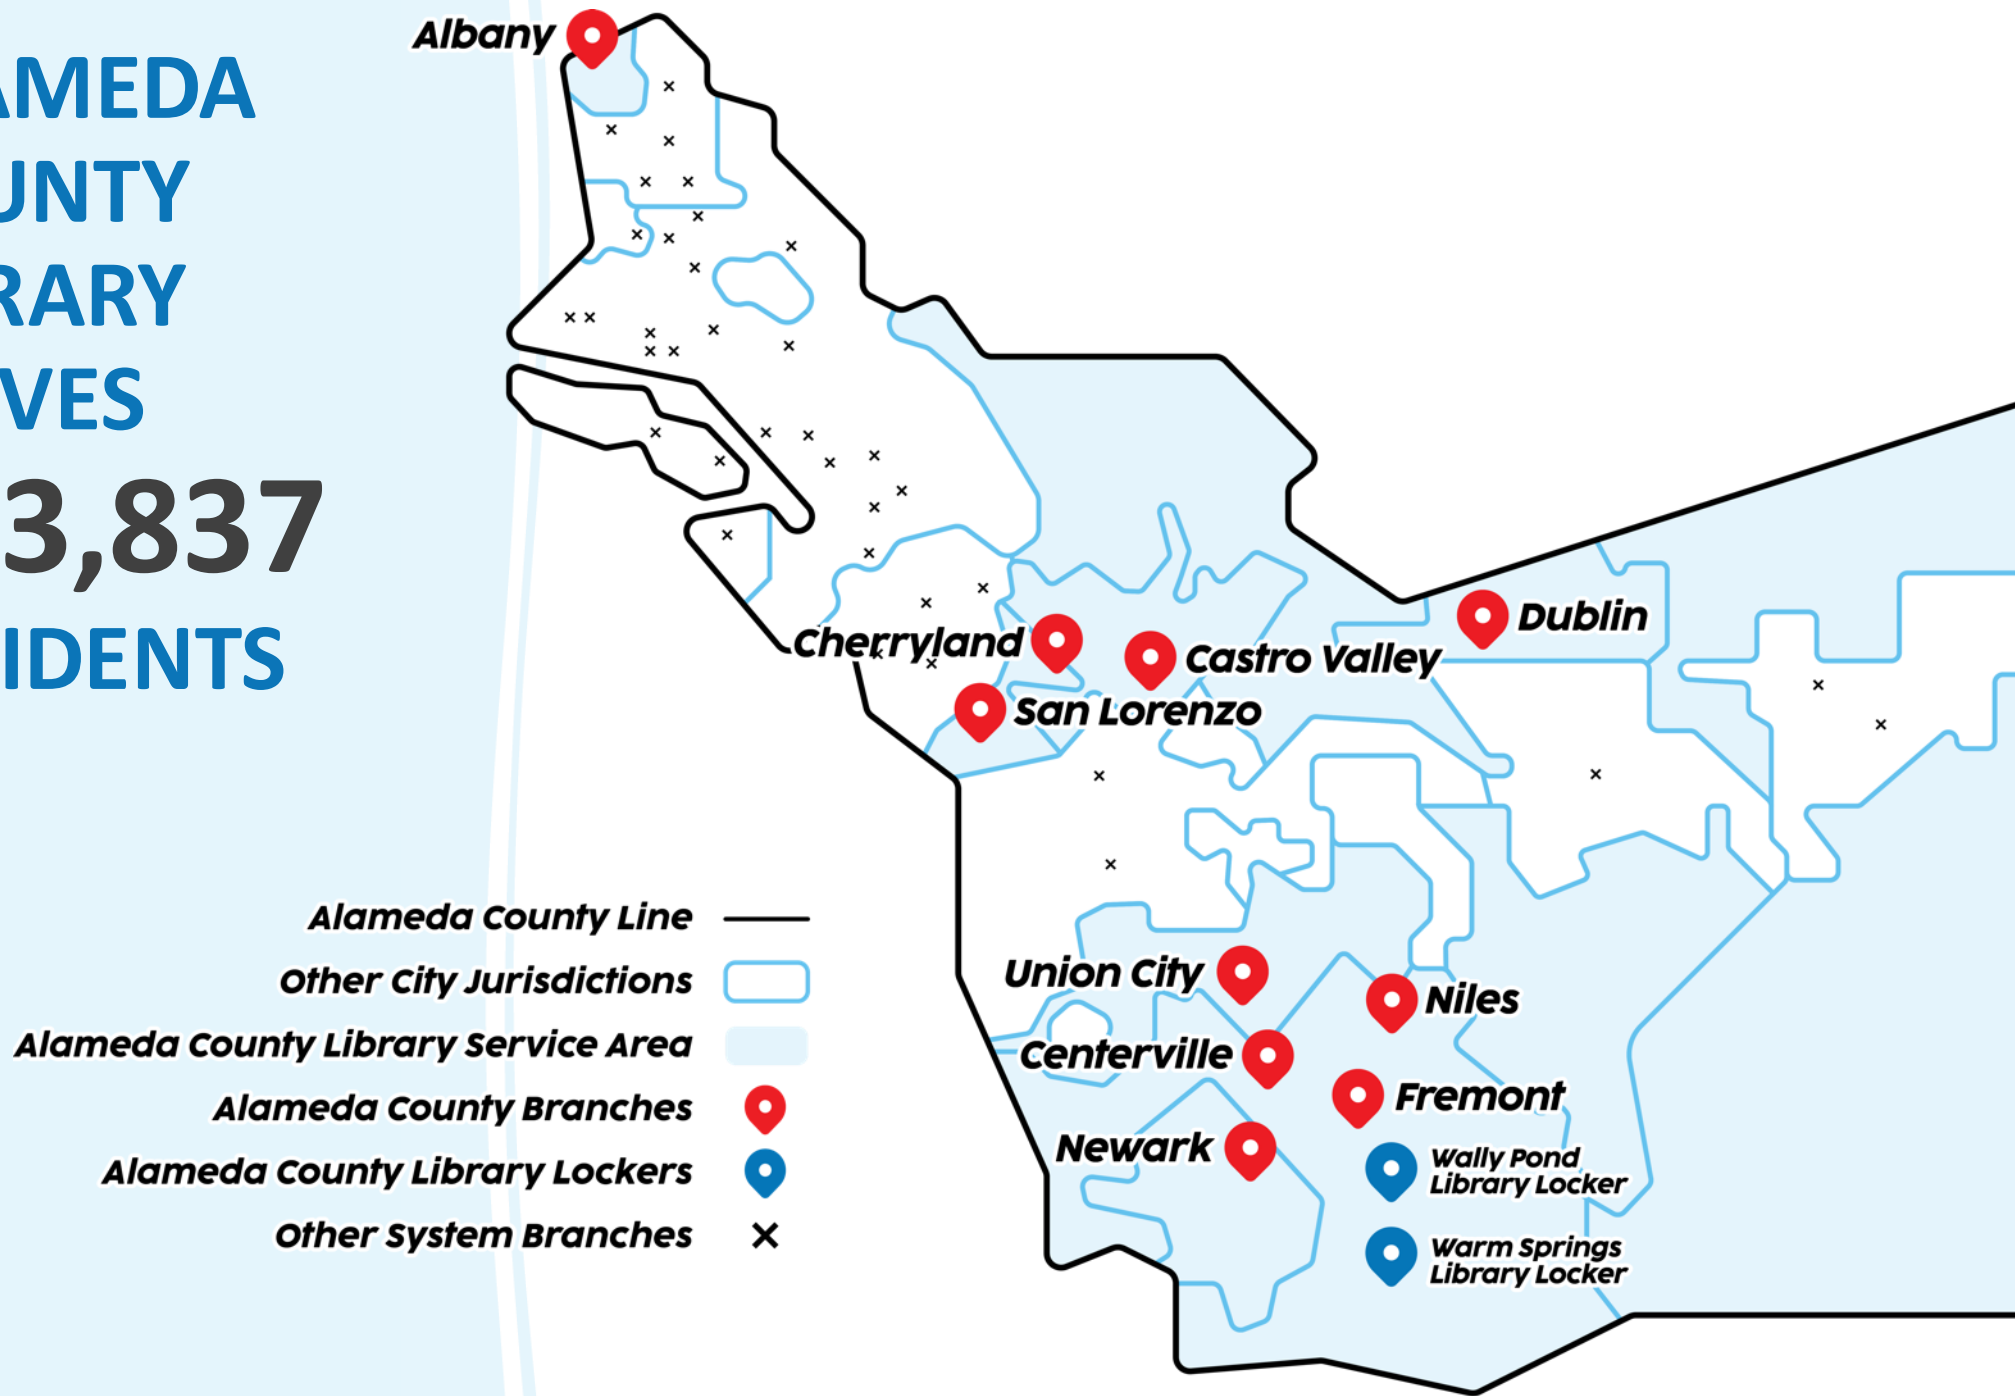 AMEDA
UNTY
RARY
VES
3,837
IDENTS
Albany
Cherryland
Castro Valley
Dublin
San Lorenzo
Union City
Niles
Centerville
Fremont
Newark
Wally Pond
Library Locker
Warm Springs
Library Locker
Alameda County Line
Other City Jurisdictions
Alameda County Library Service Area
Alameda County Branches
Alameda County Library Lockers
Other System Branches